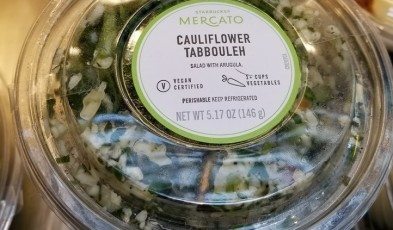 STARBUCKS
MERCATO
CAULIFLOWER
TABBOULEH
SALAD WITH ARUGULA.
VEGAN
CERTIFIED
CUPS
VEGETABLES
PERISHABLE KEEP REFRIGERATED
NET WT 5.17 OZ (146g)